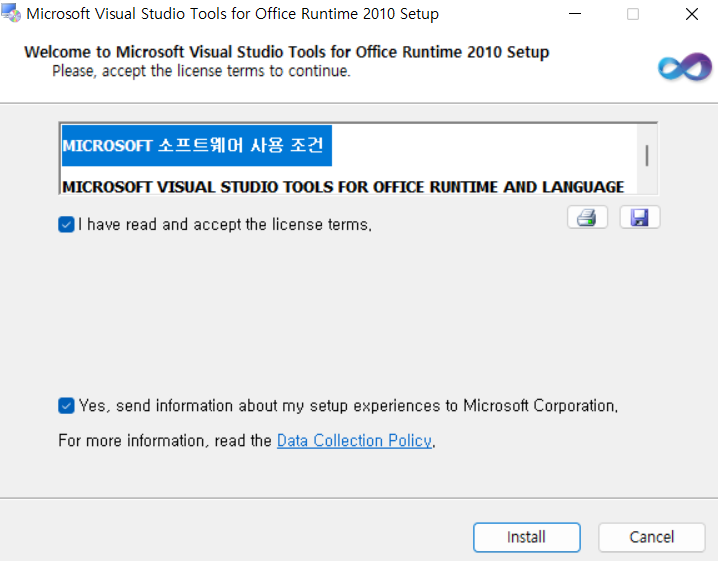 Microsoft Visual Studio Tools for Office Runtime 2010 Setup
Welcome to Microsoft Visual Studio Tools for Office Runtime 2010 Setup
Please, accept the license terms to continue.
MICROSOFT 소프트웨어 사용 조건
MICROSOFT VISUAL STUDIO TOOLS FOR OFFICE RUNTIME AND LANGUAGE
I have read and accept the license terms.
Yes, send information about my setup experiences to Microsoft Corporation.
For more information, read the Data Collection Policy.
Install
Cancel